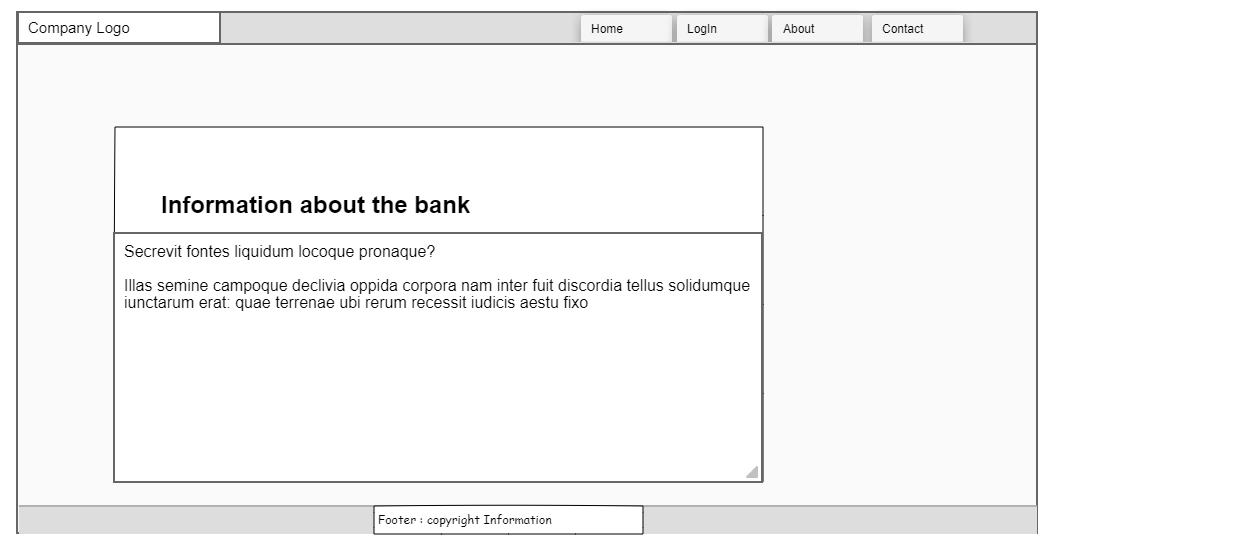 Company Logo
Home
LogIn
About
Contact
Information about the bank
Secrevit fontes liquidum locoque pronaque?
Illas semine campoque declivia oppida corpora nam inter fuit discordia tellus solidumque
iunctarum erat: quae terrenae ubi rerum recessit iudicis aestu fixo
Footer : copyright Information